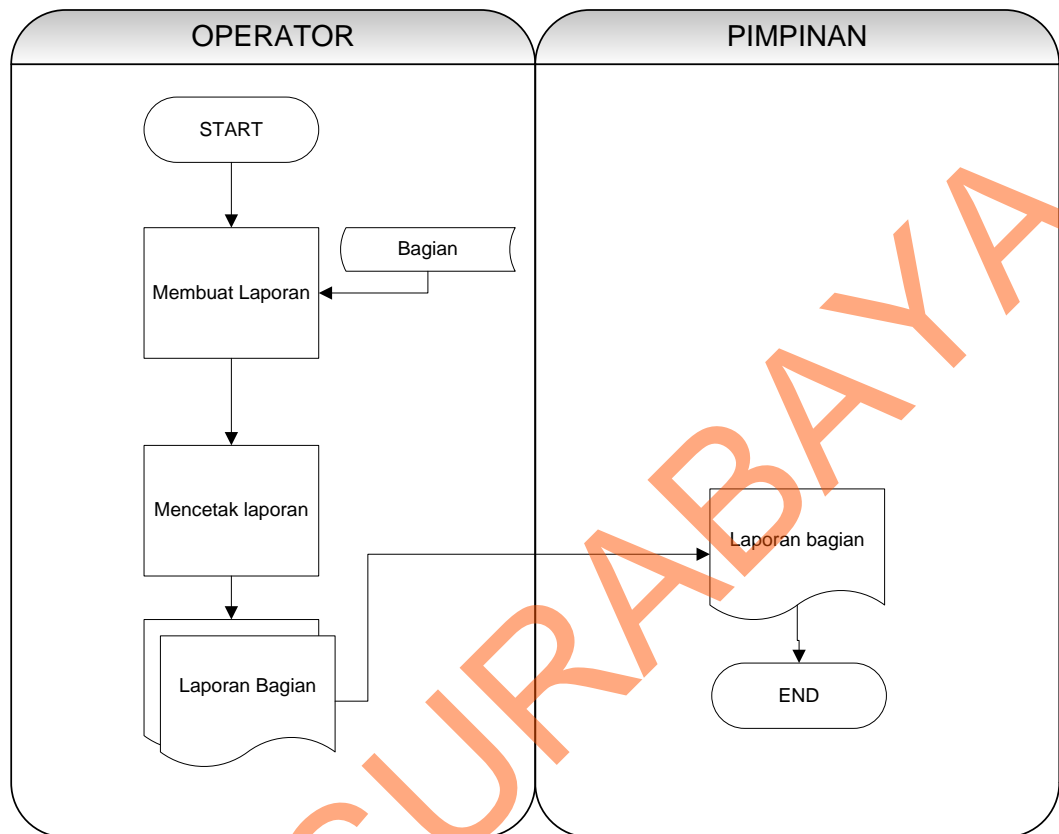 OPERATOR
PIMPINAN
START
Bagian
Membuat Laporan
Mencetak laporan
Laporan bagian
Laporan Bagian
END
SURABAYA